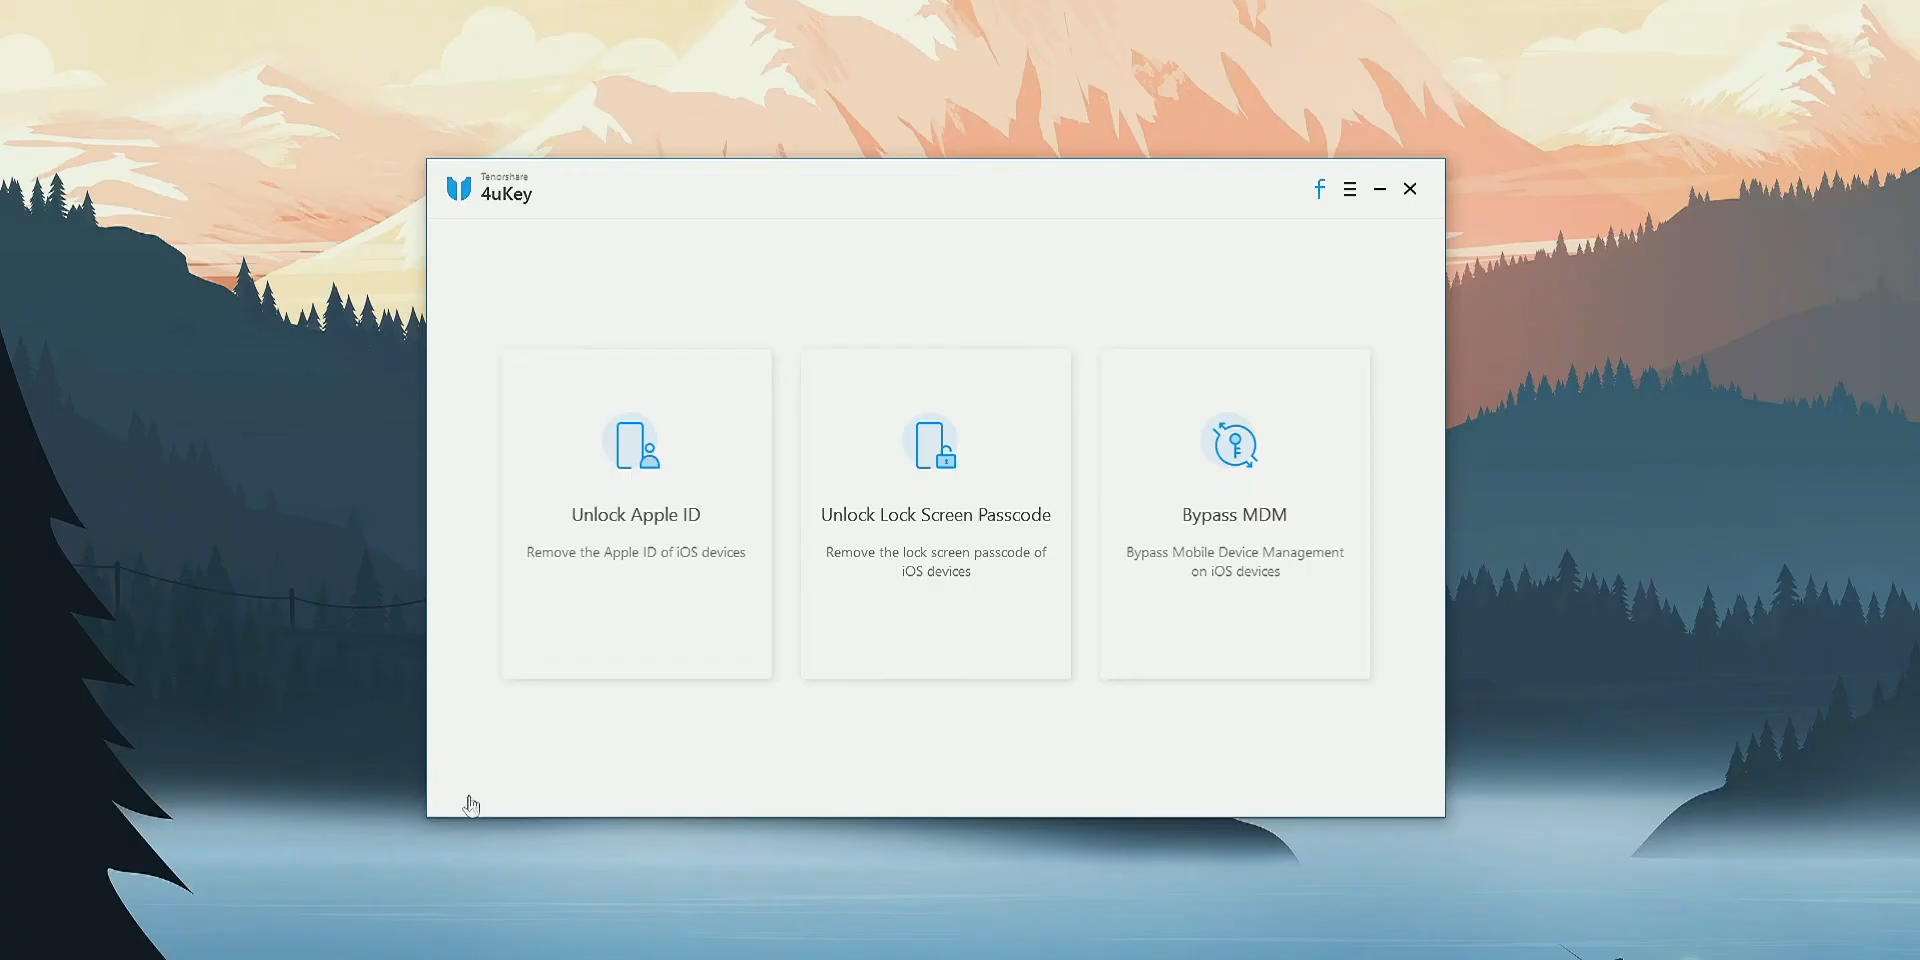 Tenorshare
4uKey
Unlock Apple ID
Remove the Apple ID of iOS devices
Unlock Lock Screen Passcode
Remove the lock screen passcode of
iOS devices
Bypass MDM
Bypass Mobile Device Management
on iOS devices